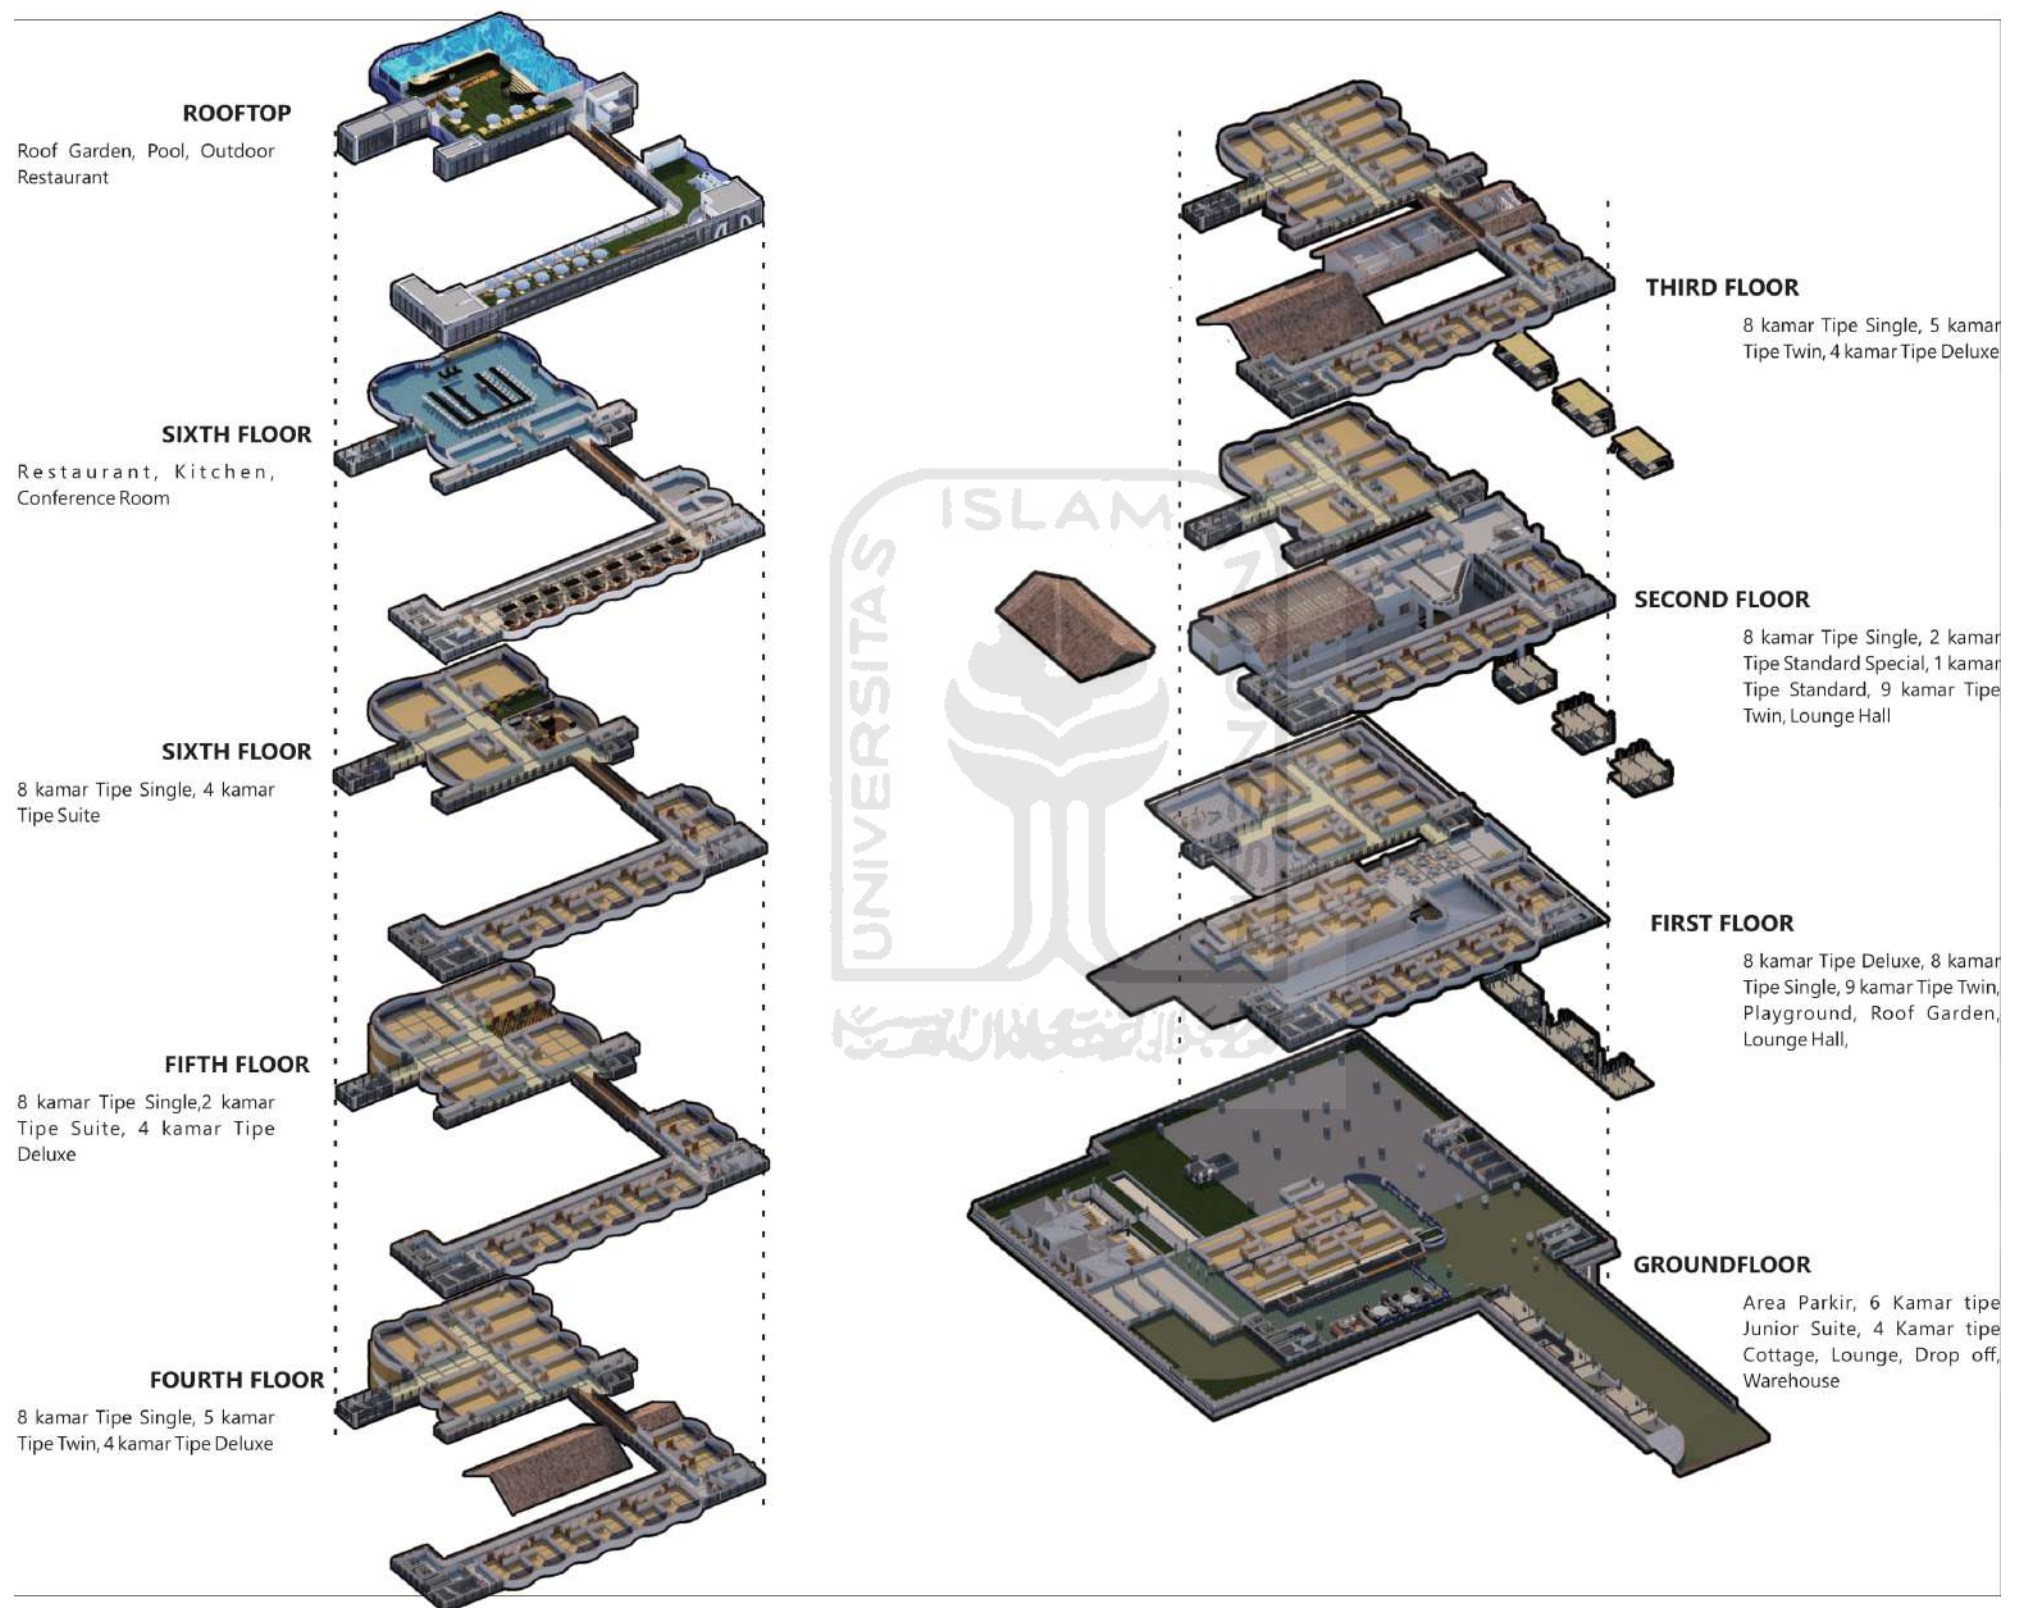 ROOFTOP
Roof Garden, Pool, Outdoor
Restaurant
SIXTH FLOOR
Restaurant, Kitchen,
Conference Room
SIXTH FLOOR
8 kamar Tipe Single, 4 kamar
Tipe Suite
FIFTH FLOOR
8 kamar Tipe Single,2 kamar
Tipe Suite, 4 kamar Tipe
Deluxe
FOURTH FLOOR
8 kamar Tipe Single, 5 kamar
Tipe Twin, 4 kamar Tipe Deluxe
ISLAM
UNIVERSITAS
THIRD FLOOR
8 kamar Tipe Single, 5 kamar
Tipe Twin, 4 kamar Tipe Deluxe
SECOND FLOOR
8 kamar Tipe Single, 2 kamar
Tipe Standard Special, 1 kamar
Tipe Standard, 9 kamar Tipe
Twin, Lounge Hall
FIRST FLOOR
8 kamar Tipe Deluxe, 8 kamar
Tipe Single, 9 kamar Tipe Twin,
Playground, Roof Garden,
Lounge Hall,
GROUNDFLOOR
Area Parkir, 6 Kamar tipe
Junior Suite, 4 Kamar tipe
Cottage, Lounge, Drop off,
Warehouse